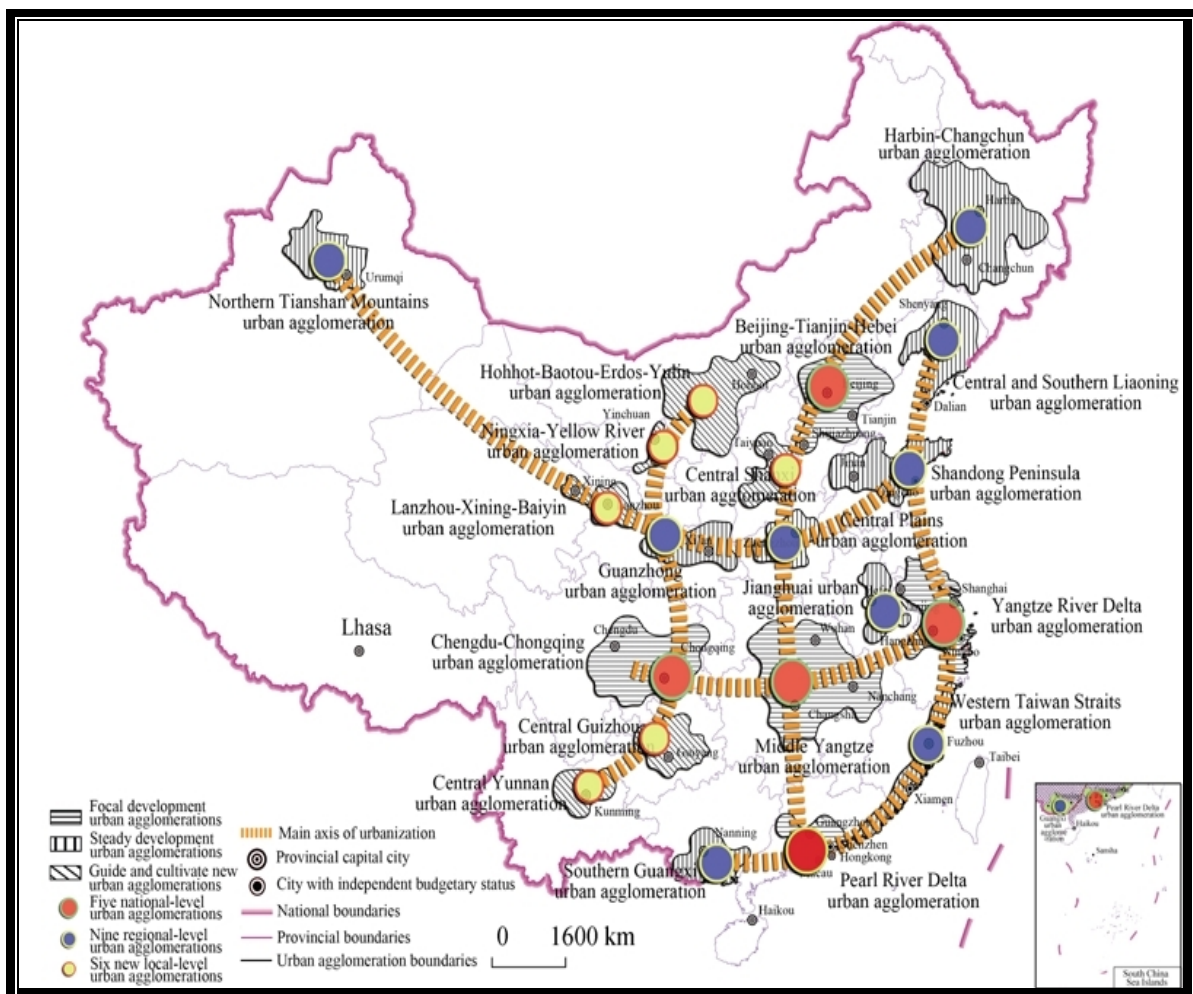 Harbin-Changchun
urban agglomeration
Harbin
Changchun
Urumqi
Northern Tianshan Mountains
urban agglomeration
Shenyang
Beijing-Tianjin-Hebei
urban agglomeration
Hohhot-Baotou-Erdos-Yulin
urban agglomeration
Hohhot
eijing
Central and Southern Liaoning
urban agglomeration
Dalian
Tianjin
Yinchuan
Ningxia-Yellow River
urban agglomeration
Taiyuan
Shijiazhuang
Central Shanxi
urban agglomeration
Jinan
Shandong Peninsula
urban agglomeration
Xining
Lanzhou-Xining-Baiyin
urban agglomeration
anzhou
Central Plains
urban agglomeration
Xi'an
Guanzhong
urban agglomeration
Jianghuai urban
agglomeration
Shanghai
Yangtze River Delta
urban agglomeration
Lhasa
Chengdu
Chengdu-Chongqing
urban agglomeration
Chongqing
Wuhan
Nanchang
Changsha
Western Taiwan Straits
urban agglomeration
Fuzhou
Central Guizhou
urban agglomeration
Middle Yangtze
urban agglomeration
Taibei
Central Yunnan
urban agglomeration
Kunming
Xiamen
Nanning
Guangzhou
Hongkong
Southern Guangxi
urban agglomeration
Pearl River Delta
urban agglomeration
Haikou
Focal development
urban agglomerations
Steady development
urban agglomerations
Guide and cultivate new
urban agglomerations
Five national-level
urban agglomerations
Nine regional-level
urban agglomerations
Six new local-level
urban agglomerations
Main axis of urbanization
Provincial capital city
City with independent budgetary status
National boundaries
Provincial boundaries
Urban agglomeration boundaries
0 1600 km
Pearl River Delta
urban agglomeration
Haikou
Sansha
South China
Sea Islands